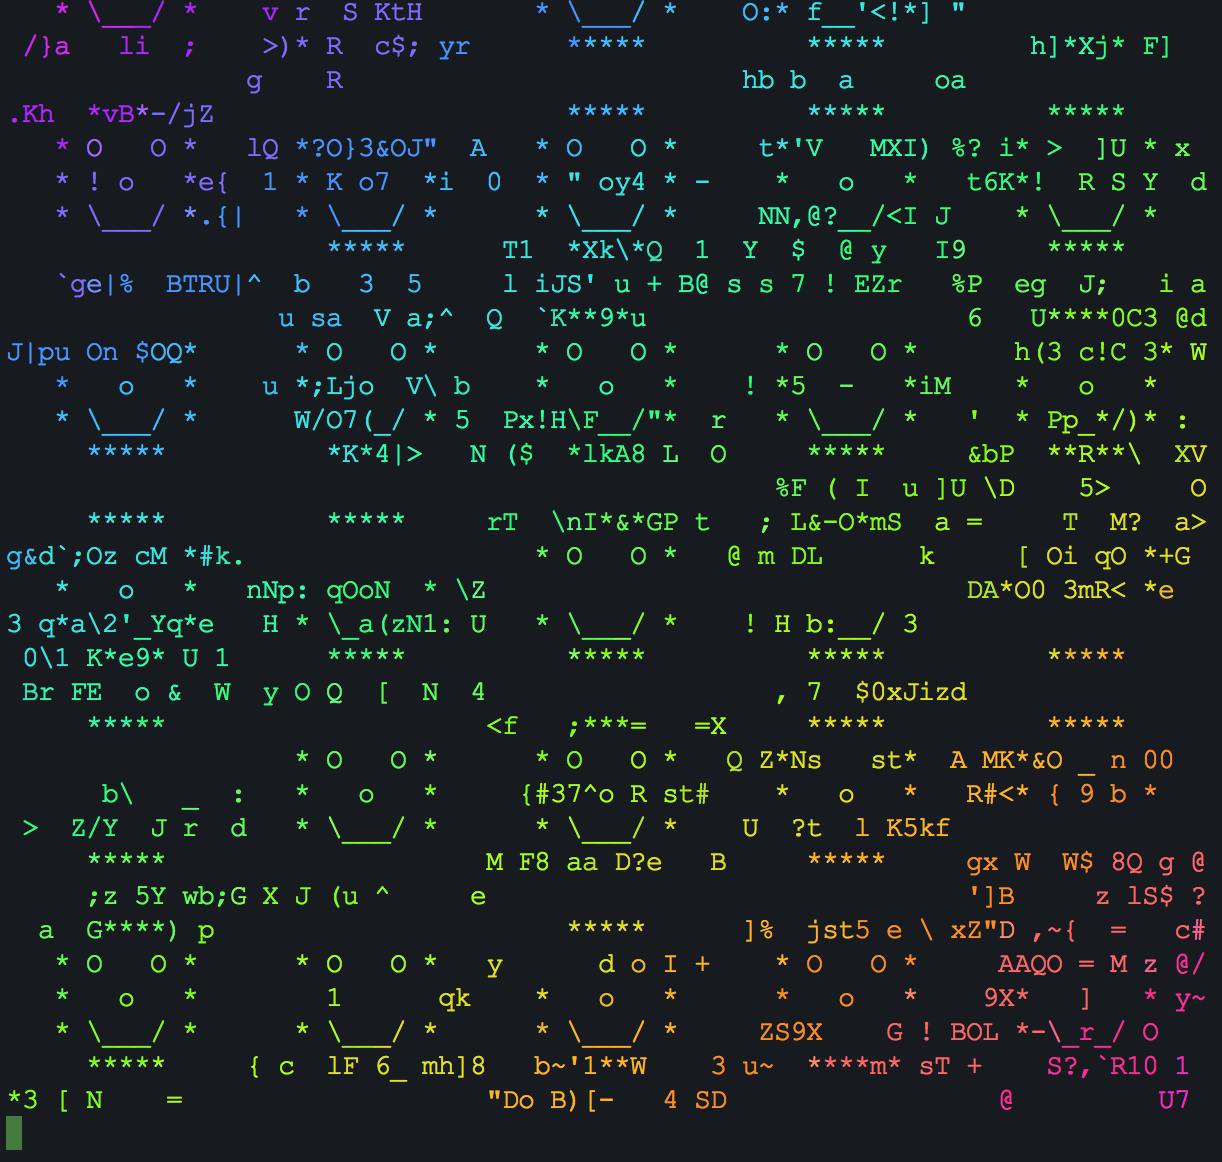 * \___/ *    v r  S KtH       * \___/ *    O:* f__'<!*] "
 /}a   li  ;    >)* R  c$; yr      *****          *****         h]*Xj* F]
               g    R                         hb b  a     oa
.Kh  *vB*-/jZ                      *****          *****          *****
   * O   O *   lQ *?O}3&OJ"  A   * O   O *     t*'V   MXI) %? i* >  ]U * x
   * ! o   *e{  1 * K o7  *i  0  * " oy4 * -    *   o   *   t6K*!  R S Y  d
   * \___/ *.{|   * \___/ *      * \___/ *     NN,@?__/<I J    * \___/ *
                    *****      T1  *Xk\*Q  1  Y  $  @ y   I9     *****
   `ge|%  BTRU|^  b   3  5     l iJS' u + B@ s s 7 ! EZr   %P  eg  J;   i a
                 u sa  V a;^  Q  `K**9*u                    6   U****0C3 @d
J|pu On $OQ*      * O   O *      * O   O *      * O   O *      h(3 c!C 3* W
   *   o   *    u *;Ljo  V\ b    *   o   *    ! *5  -   *iM    *   o   *
   * \___/ *      W/O7(_/ * 5  Px!H\F__/"*  r   * \___/ *   '  * Pp_*/)* :
     *****          *K*4|>   N ($  *lkA8 L  O     *****     &bP  **R**\  XV
                                                %F ( I  u ]U \D    5>     O
     *****          *****     rT  \nI*&*GP t   ; L&-O*mS  a =     T  M?  a>
g&d`;Oz cM *#k.                  * O   O *   @ m DL      k     [ Oi qO *+G
   *   o   *   nNp: qOoN  * \Z                              DA*O0 3mR< *e
3 q*a\2'_Yq*e   H * \_a(zN1: U   * \___/ *    ! H b:__/ 3
 0\1 K*e9* U 1      *****          *****          *****          *****
 Br FE  o &  W  y O Q  [  N  4                  , 7  $0xJizd
     *****                    <f   ;***=   =X     *****          *****
                  * O   O *      * O   O *   Q Z*Ns   st*  A MK*&O _ n 00
      b\   _  :   *   o   *     {#37^o R st#    *   o   *   R#<* { 9 b *
 >  Z/Y  J r  d   * \___/ *      * \___/ *    U  ?t  l K5kf
     *****                    M F8 aa D?e   B     *****     gx W  W$ 8Q g @
     ;z 5Y wb;G X J (u ^     e                              ']B     z lS$ ?
  a  G****) p                      *****      ]%  jst5 e \ xZ"D ,~{  =   c#
   * O   O *      * O   O *   y      d o I +    * O   O *     AAQO = M z @/
   *   o   *        1      qk    *   o   *      *   o   *    9X*   ]   * y~
   * \___/ *      * \___/ *      * \___/ *     ZS9X    G ! BOL *-\_r_/ O
     *****     { c  lF 6_ mh]8   b~'1**W    3 u~  ****m* sT +    S?,`R10 1
*3 [ N    =                   "Do B)[-   4 SD                 @         U7